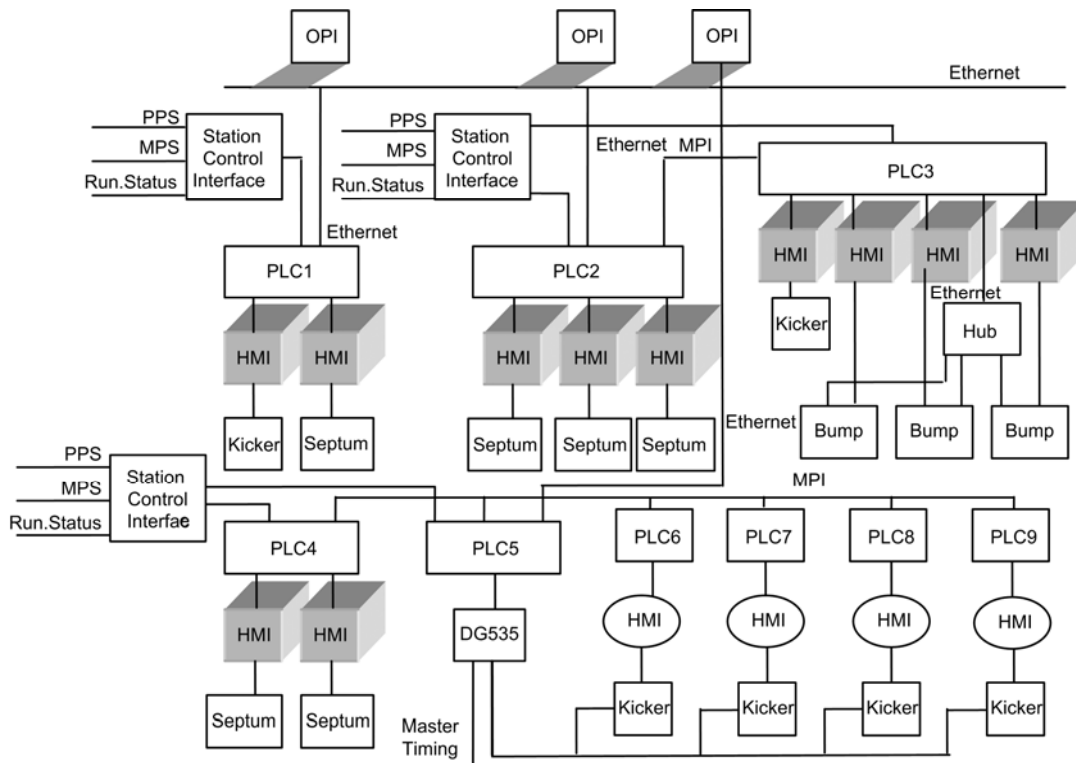 OPI
OPI
OPI
Ethernet
PPS
MPS
Run.Status
Station
Control
Interface
PPS
MPS
Run.Status
Station
Control
Interface
Ethernet
MPI
PLC3
Ethernet
PLC1
PLC2
HMI
HMI
HMI
HMI
Ethernet
Kicker
Hub
HMI
HMI
HMI
HMI
HMI
Ethernet
Bump
Bump
Bump
Kicker
Septum
Septum
Septum
Septum
PPS
MPS
Run.Status
Station
Control
Interfae
MPI
PLC4
PLC5
PLC6
PLC7
PLC8
PLC9
HMI
HMI
DG535
HMI
HMI
HMI
HMI
Septum
Septum
Kicker
Kicker
Kicker
Kicker
Master
Timing